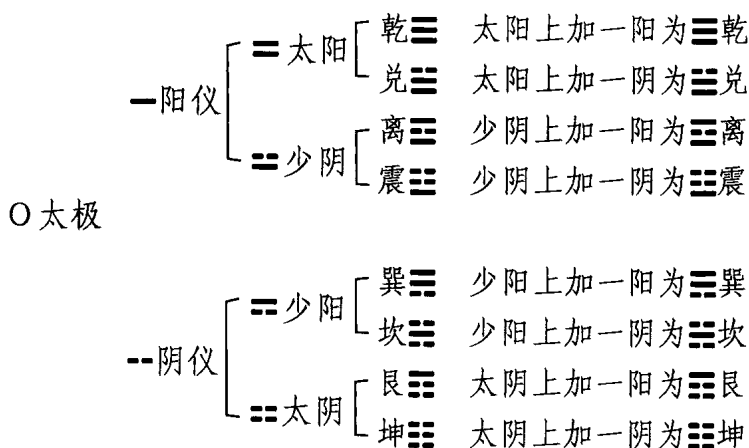 乾☰ 太阳上加一阳为☰乾
⚌太阳
兑☱ 太阳上加一阴为☱兑
━阳仪
离☲ 少阴上加一阳为☲离
⚍少阴
震☳ 少阴上加一阴为☳震
O太极
巽☴ 少阳上加一阳为☴巽
⚎少阳
坎☵ 少阳上加一阴为☵坎
--阴仪
艮☶ 太阴上加一阳为☶艮
⚏太阴
坤☷ 太阴上加一阴为☷坤